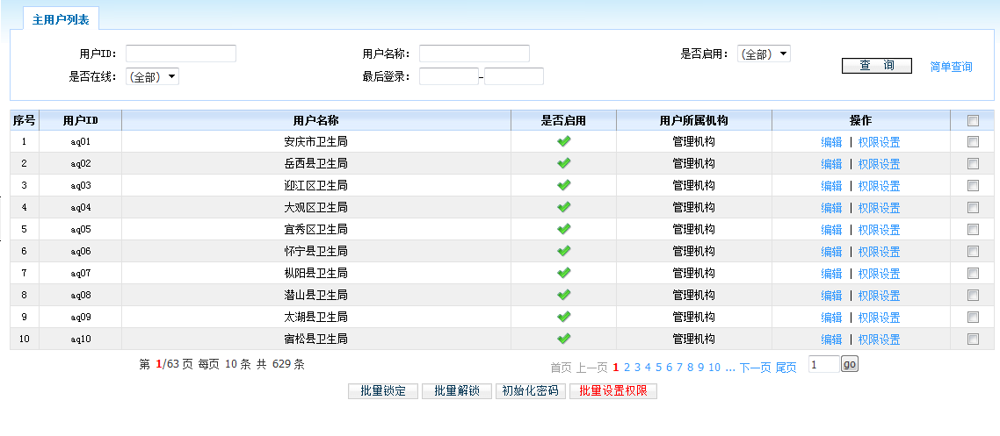 主用户列表
用户ID： 用户名称： 是否启用： (全部)
是否在线： (全部) 最后登录： - 查 询 简单查询
序号 用户ID 用户名称 是否启用 用户所属机构 操作
1 aq01 安庆市卫生局 管理机构 编辑 | 权限设置
2 aq02 岳西县卫生局 管理机构 编辑 | 权限设置
3 aq03 迎江区卫生局 管理机构 编辑 | 权限设置
4 aq04 大观区卫生局 管理机构 编辑 | 权限设置
5 aq05 宜秀区卫生局 管理机构 编辑 | 权限设置
6 aq06 怀宁县卫生局 管理机构 编辑 | 权限设置
7 aq07 枞阳县卫生局 管理机构 编辑 | 权限设置
8 aq08 潜山县卫生局 管理机构 编辑 | 权限设置
9 aq09 太湖县卫生局 管理机构 编辑 | 权限设置
10 aq10 宿松县卫生局 管理机构 编辑 | 权限设置
第 1/63 页 每页 10 条 共 629 条 首页 上一页 1 2 3 4 5 6 7 8 9 10 ... 下一页 尾页 1 go
批量锁定 批量解锁 初始化密码 批量设置权限